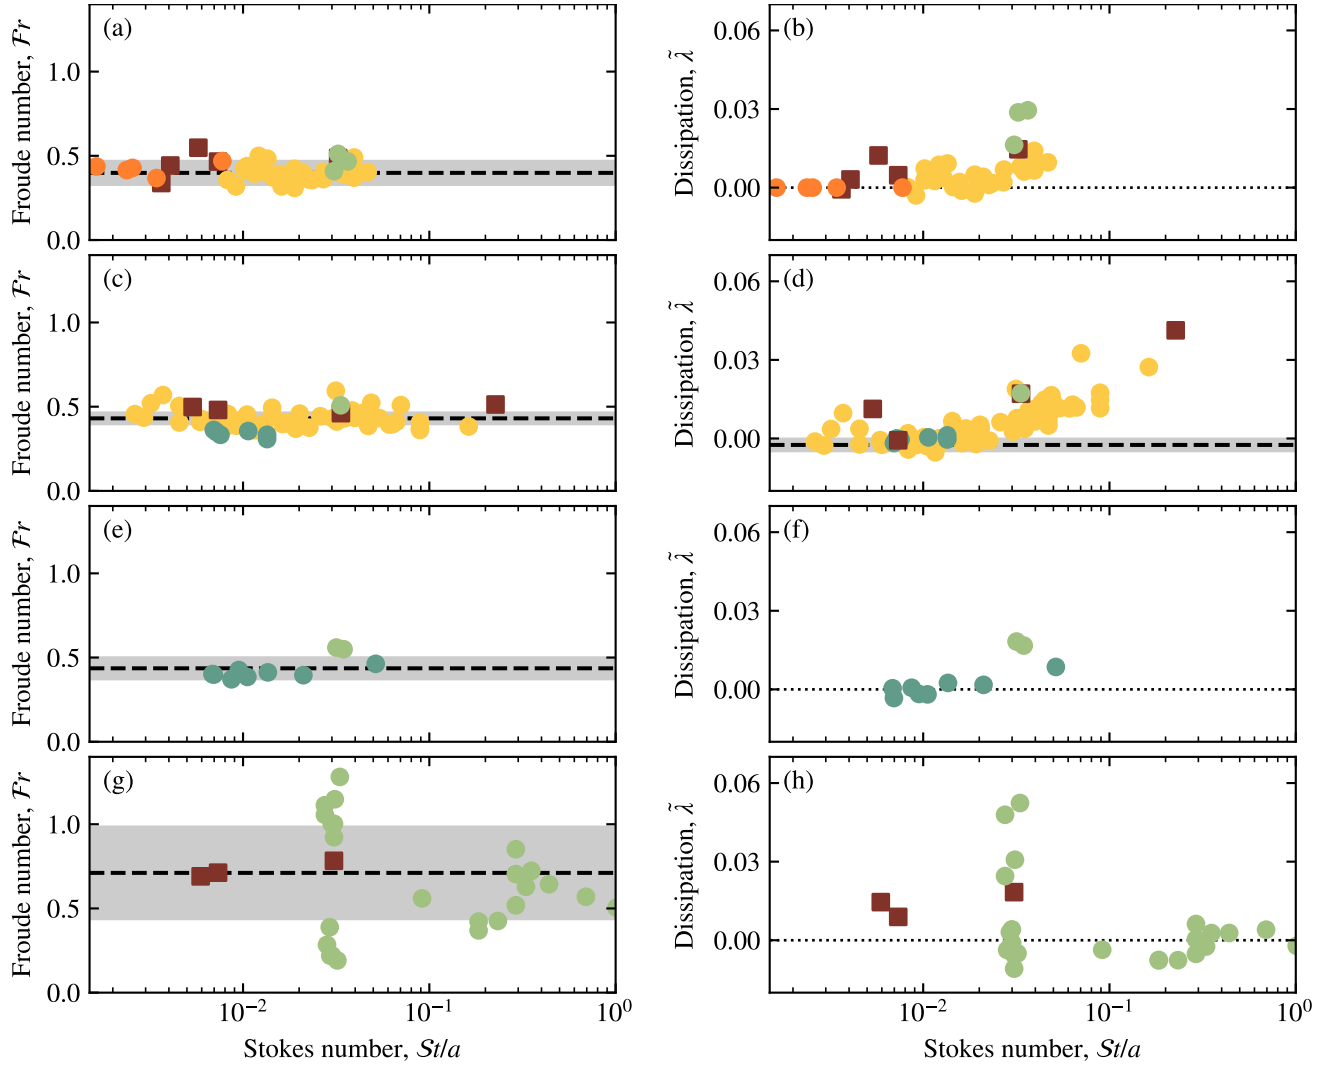 (a)
Froude number, Fr
1.0
0.5
0.0
(b)
Dissipation, λ̃
0.06
0.03
0.00
(c)
Froude number, Fr
1.0
0.5
0.0
(d)
Dissipation, λ̃
0.06
0.03
0.00
(e)
Froude number, Fr
1.0
0.5
0.0
(f)
Dissipation, λ̃
0.06
0.03
0.00
(g)
Froude number, Fr
1.0
0.5
0.0
10⁻² 10⁻¹ 10⁰
Stokes number, St/a
(h)
Dissipation, λ̃
0.06
0.03
0.00
10⁻² 10⁻¹ 10⁰
Stokes number, St/a